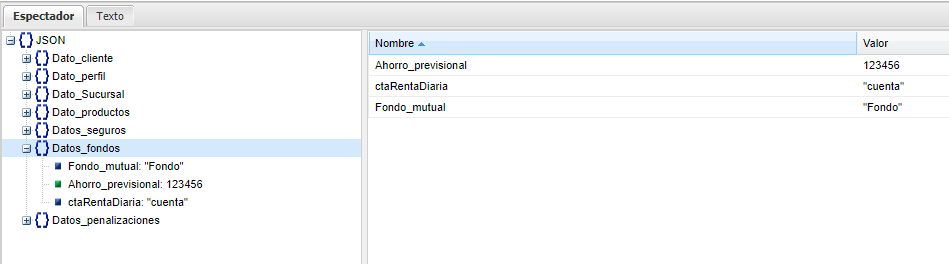 Espectador Texto
JSON
Dato_cliente
Dato_perfil
Dato_Sucursal
Dato_productos
Datos_seguros
Datos_fondos
Fondo_mutual: "Fondo"
Ahorro_previsional: 123456
ctaRentaDiaria: "cuenta"
Datos_penalizaciones
Nombre Valor
Ahorro_previsional 123456
ctaRentaDiaria "cuenta"
Fondo_mutual "Fondo"